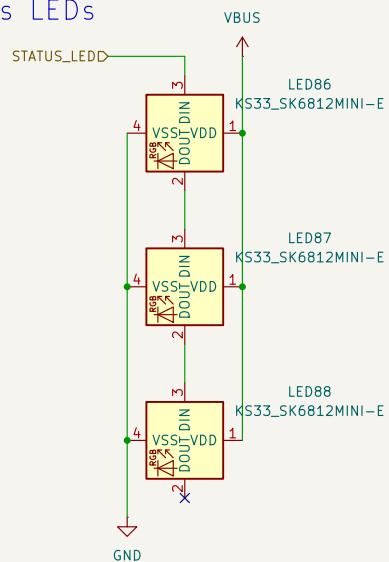 s LEDs
VBUS
STATUS_LED
LED86
KS33_SK6812MINI-E
3
DIN
4
VSS
VDD
1
RGB
DOUT
2
LED87
KS33_SK6812MINI-E
3
DIN
4
VSS
VDD
1
RGB
DOUT
2
LED88
KS33_SK6812MINI-E
3
DIN
4
VSS
VDD
1
RGB
DOUT
2
GND